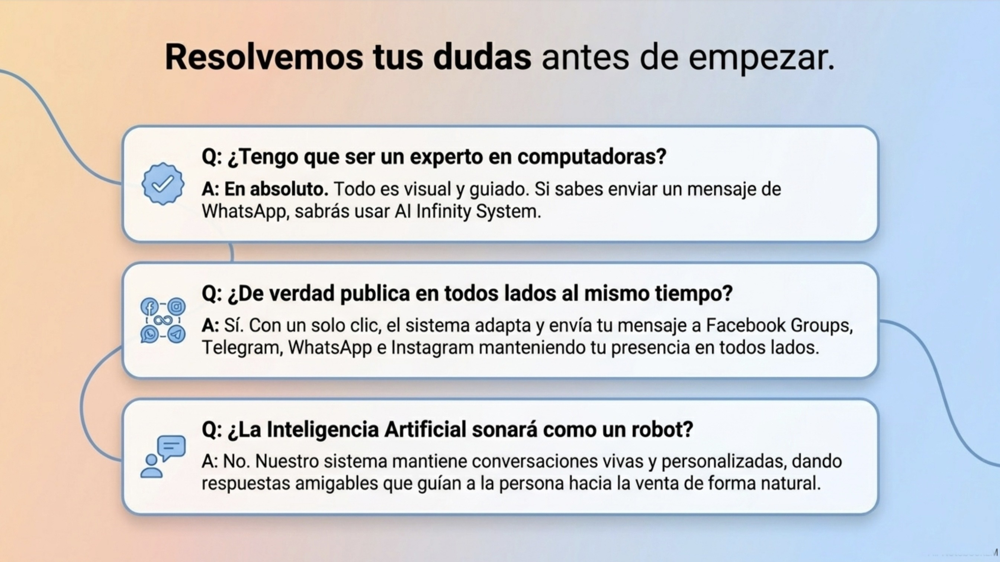 Resolvemos tus dudas antes de empezar.
Q: ¿Tengo que ser un experto en computadoras?
A: En absoluto. Todo es visual y guiado. Si sabes enviar un mensaje de
WhatsApp, sabrás usar AI Infinity System.
Q: ¿De verdad publica en todos lados al mismo tiempo?
A: Sí. Con un solo clic, el sistema adapta y envía tu mensaje a Facebook Groups,
Telegram, WhatsApp e Instagram manteniendo tu presencia en todos lados.
Q: ¿La Inteligencia Artificial sonará como un robot?
A: No. Nuestro sistema mantiene conversaciones vivas y personalizadas, dando
respuestas amigables que guían a la persona hacia la venta de forma natural.